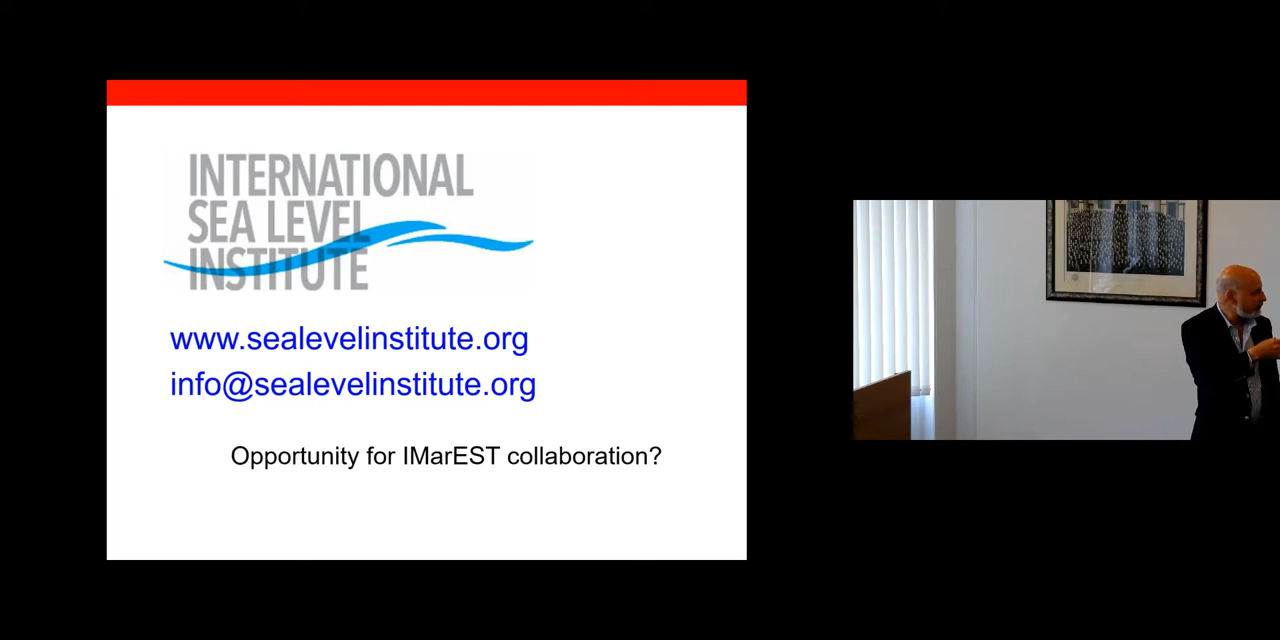 INTERNATIONAL
SEA LEVEL
INSTITUTE
www.sealevelinstitute.org
info@sealevelinstitute.org
Opportunity for IMarEST collaboration?